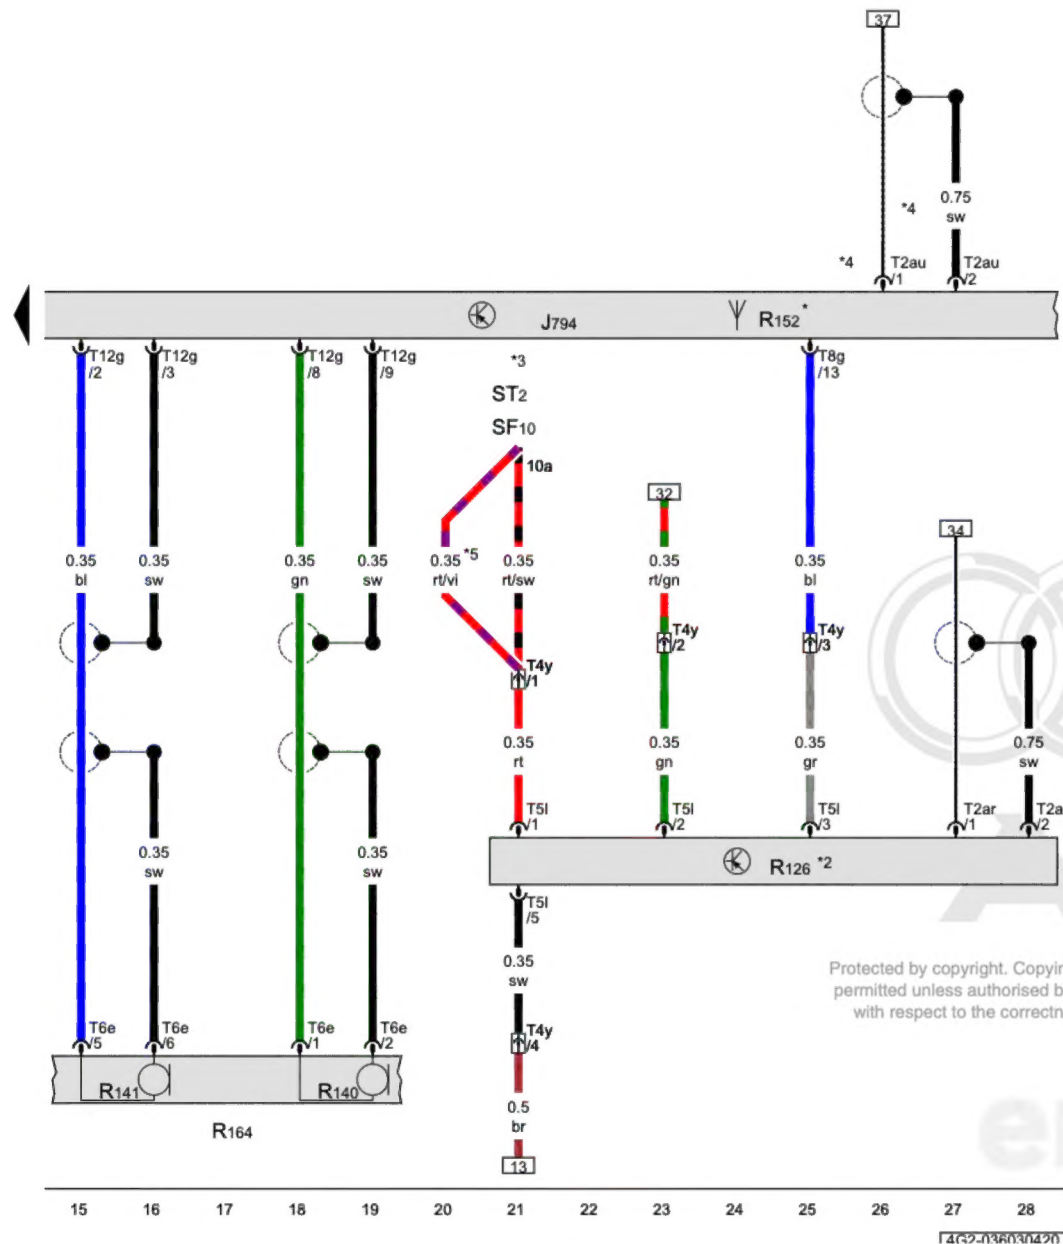 37
0.75
*4
sw
*4 T2au T2au
/1 /2
J794 R152*
T12g T12g T12g T12g T8g
/2 /3 /8 /9 /13
*3
ST2
SF10
10a
32
34
0.35 0.35 0.35 0.35 0.35 *5 0.35 0.35 0.35
bl sw gn sw rt/vi rt/sw rt/gn bl
T4y T4y
/2 /3
T4y
/1
0.35 0.35 0.35 0.75
rt gn gr sw
T5l T5l T5l T2ar T2a
/1 /2 /3 /1 /2
0.35 0.35
sw sw
R126 *2
T5l
/5
0.35
sw
Protected by copyright. Copyin
permitted unless authorised b
with respect to the correctn
T6e T6e T6e T6e T4y
/5 /6 /1 /2 /4
R141 R140
R164
0.5
br
13
15 16 17 18 19 20 21 22 23 24 25 26 27 28
4G2-036030420